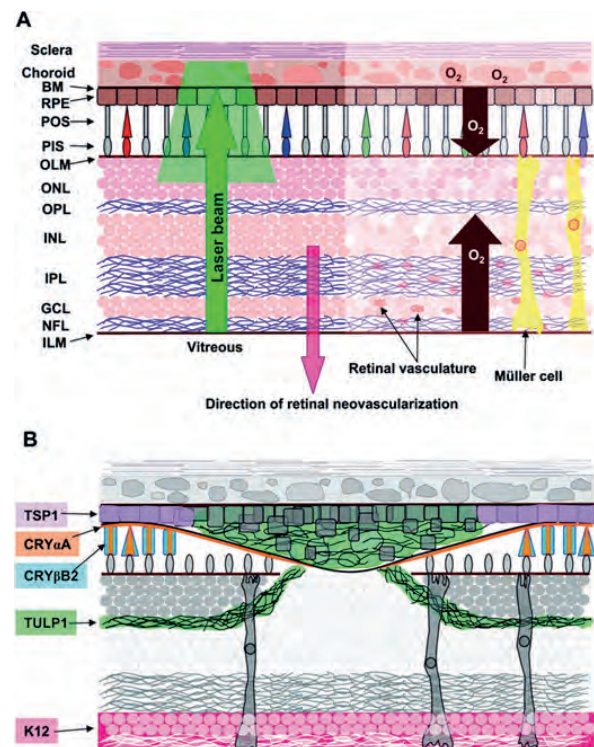 A
Sclera
Choroid
BM
RPE
POS
PIS
OLM
ONL
OPL
INL
IPL
GCL
NFL
ILM
O2 O2
O2
O2
Laser beam
Vitreous
Retinal vasculature
Müller cell
Direction of retinal neovascularization
B
TSP1
CRYαA
CRYβB2
TULP1
K12